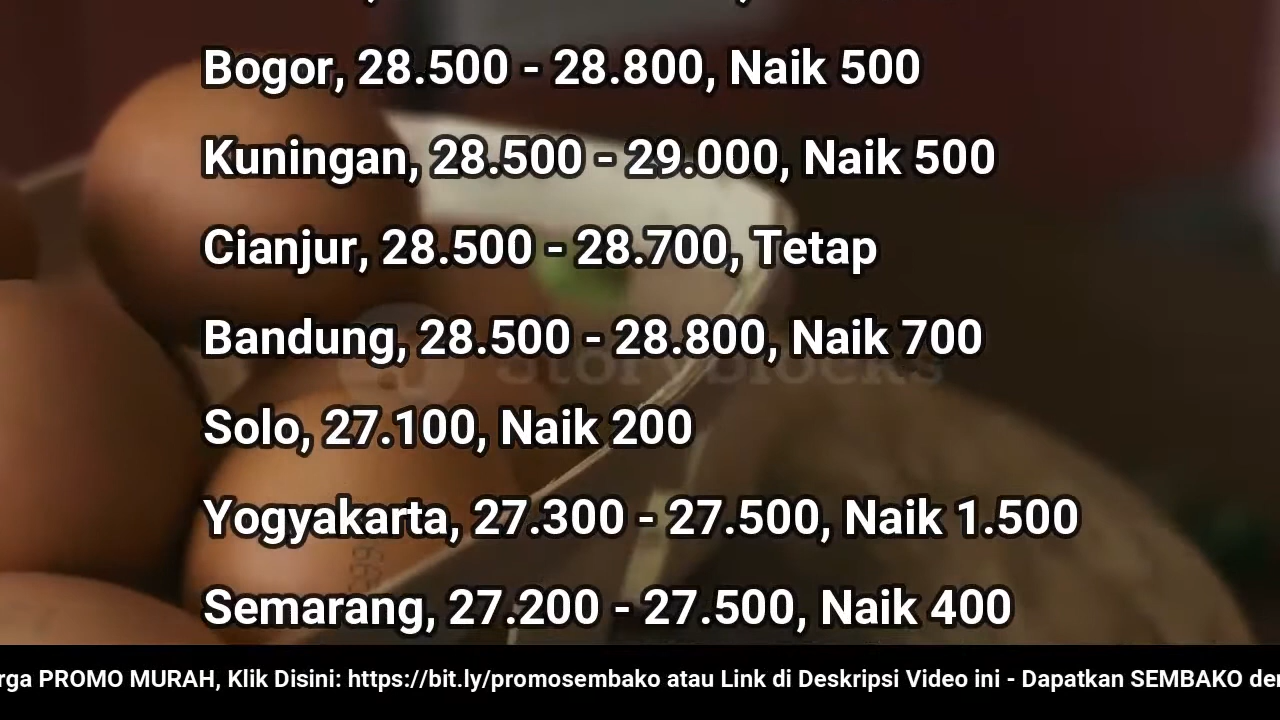 Bogor, 28.500 - 28.800, Naik 500
Kuningan, 28.500 - 29.000, Naik 500
Cianjur, 28.500 - 28.700, Tetap
Bandung, 28.500 - 28.800, Naik 700
Storyblocks
Solo, 27.100, Naik 200
Yogyakarta, 27.300 - 27.500, Naik 1.500
Semarang, 27.200 - 27.500, Naik 400
rga PROMO MURAH, Klik Disini: https://bit.ly/promosembako atau Link di Deskripsi Video ini - Dapatkan SEMBAKO der